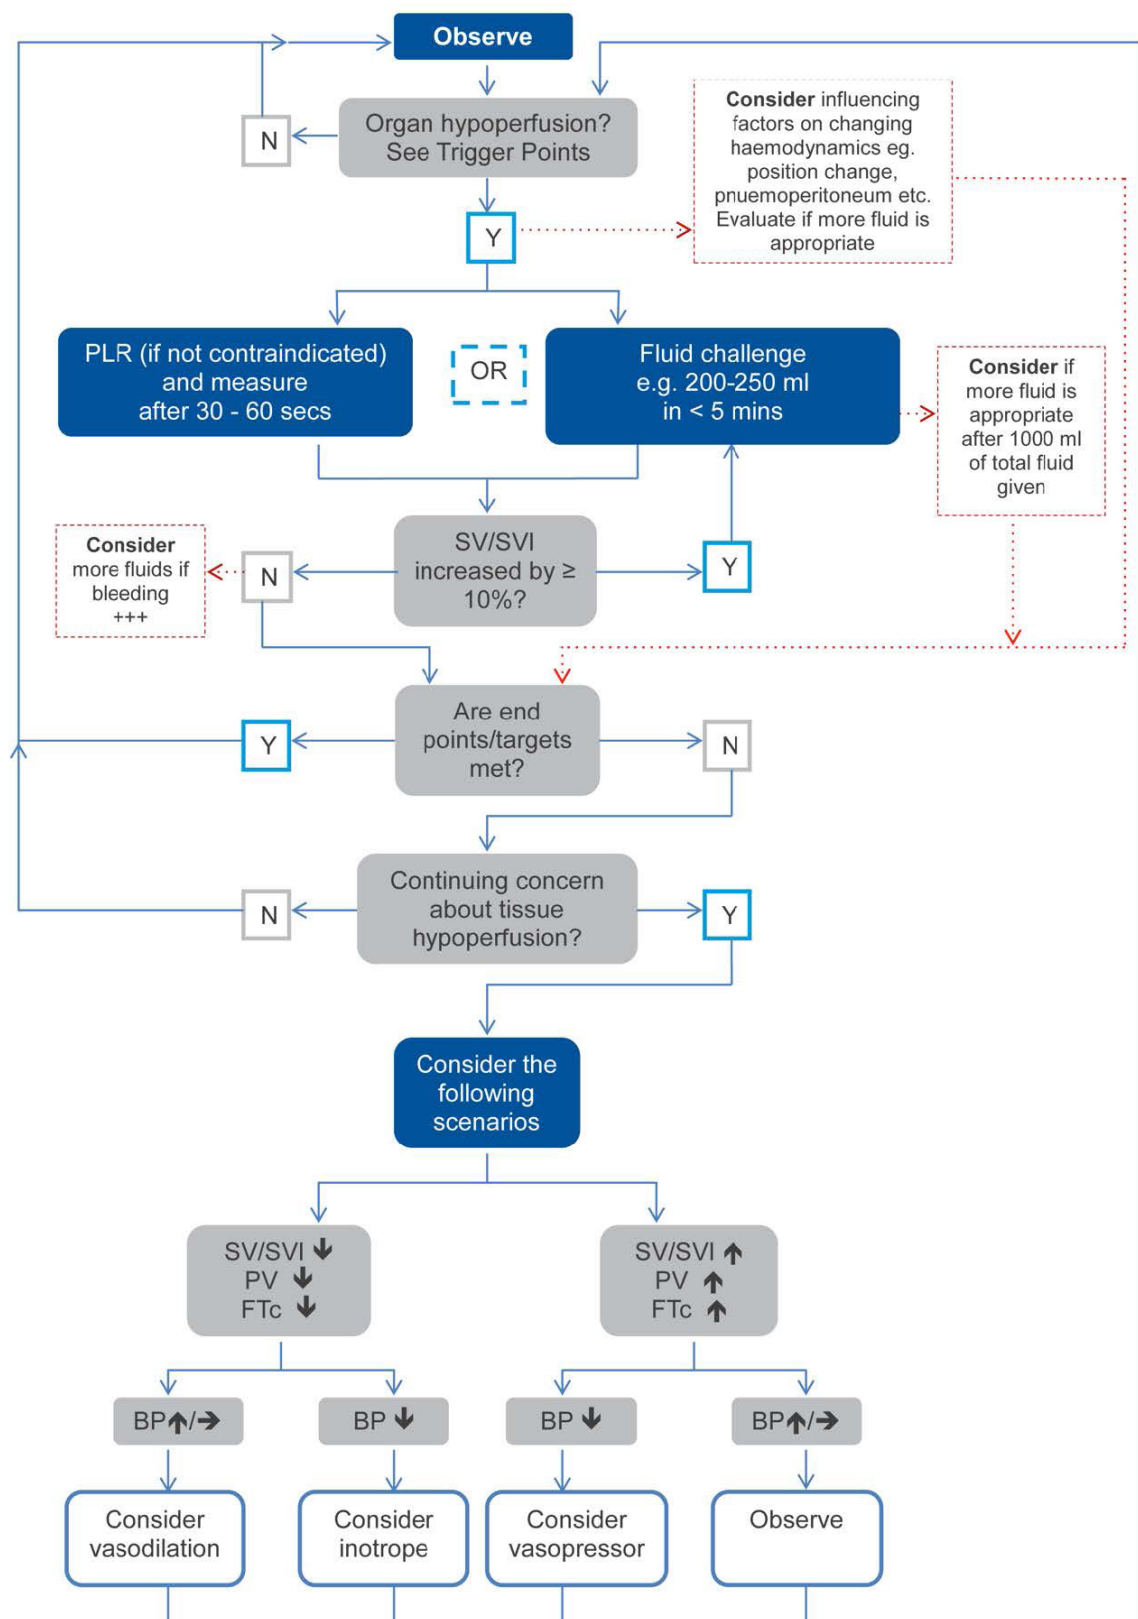 Observe
Organ hypoperfusion?
See Trigger Points
N
Consider influencing
factors on changing
haemodynamics eg.
position change,
pnuemoperitoneum etc.
Evaluate if more fluid is
appropriate
Y
PLR (if not contraindicated)
and measure
after 30 - 60 secs
OR
Fluid challenge
e.g. 200-250 ml
in < 5 mins
Consider if
more fluid is
appropriate
after 1000 ml
of total fluid
given
Consider
more fluids if
bleeding
+++
N
SV/SVI
increased by ≥
10%?
Y
Y
Are end
points/targets
met?
N
N
Continuing concern
about tissue
hypoperfusion?
Y
Consider the
following
scenarios
SV/SVI 🡫
PV 🡫
FTc 🡫
SV/SVI 🡩
PV 🡩
FTc 🡩
BP🡩/🡪
BP 🡫
BP 🡫
BP🡩/🡪
Consider
vasodilation
Consider
inotrope
Consider
vasopressor
Observe